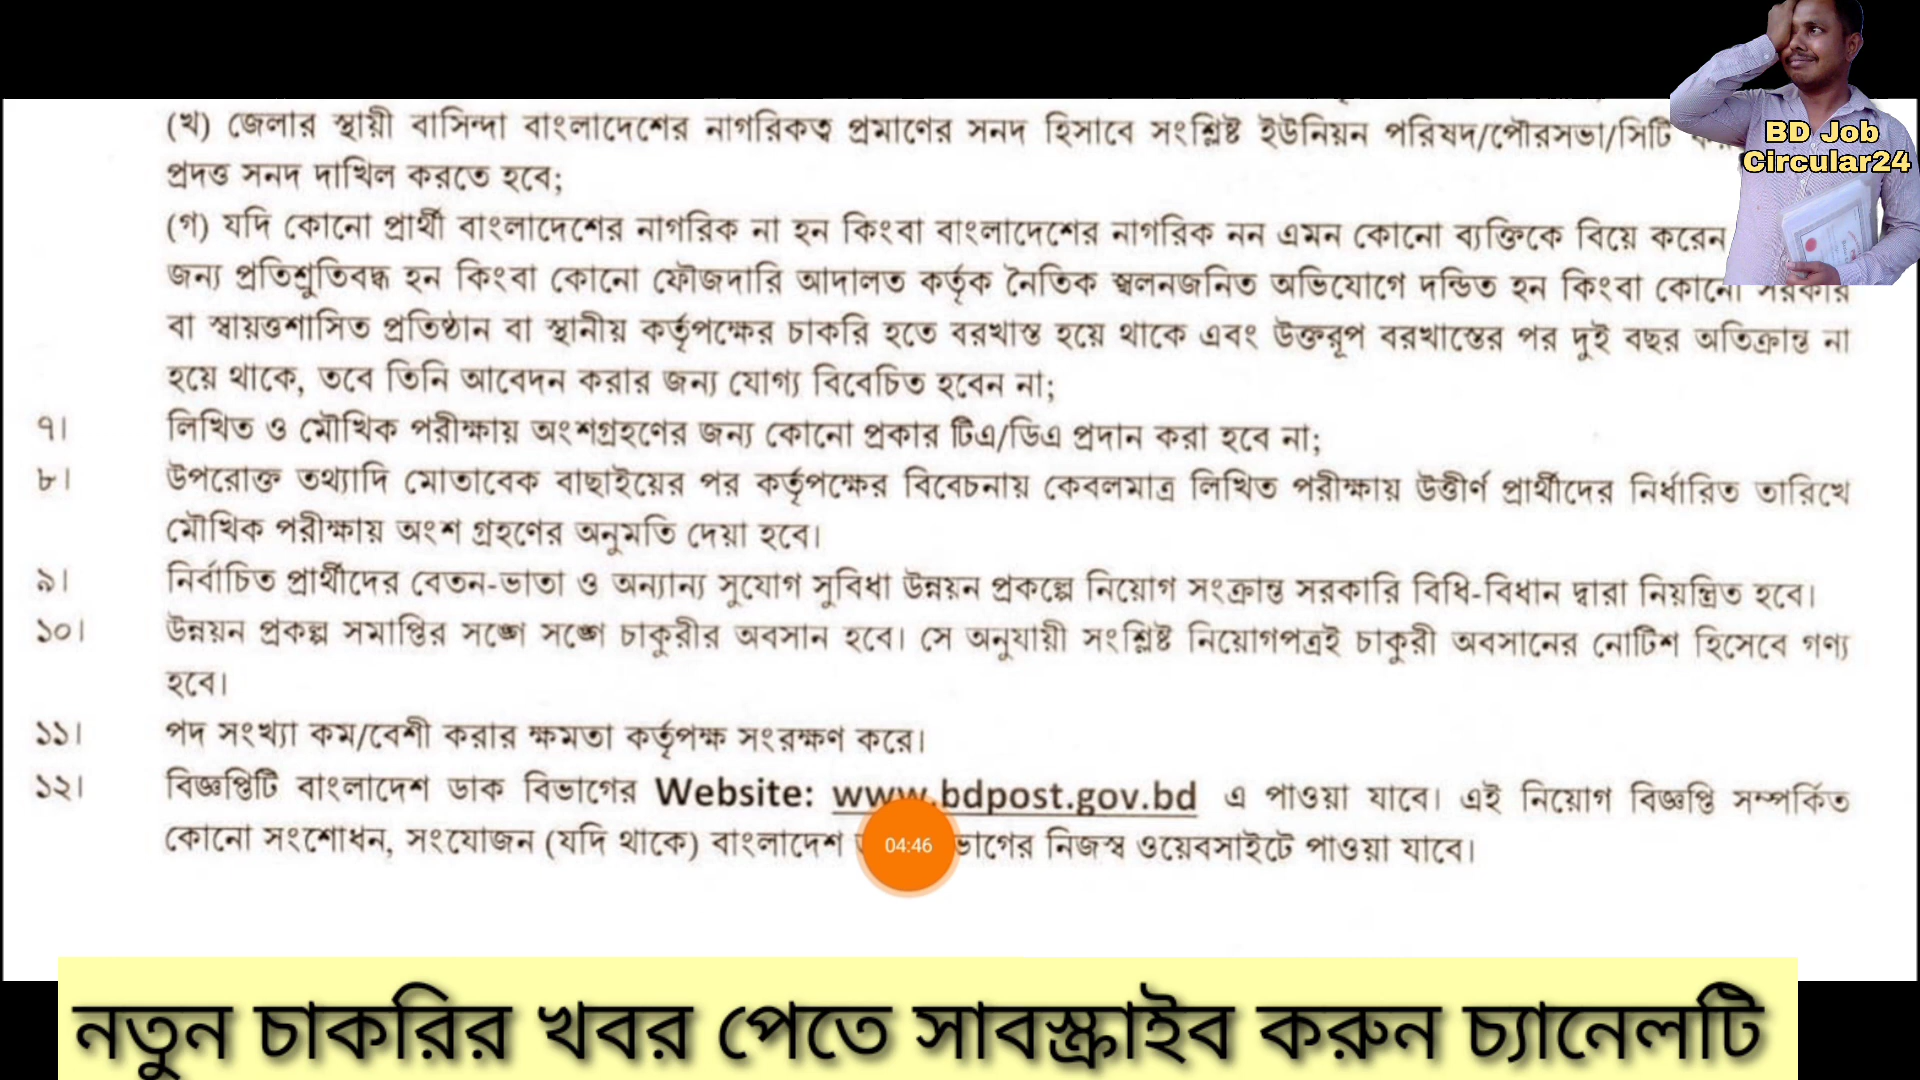 (খ) জেলার স্থায়ী বাসিন্দা বাংলাদেশের নাগরিকত্ব প্রমাণের সনদ হিসাবে সংশ্লিষ্ট ইউনিয়ন পরিষদ/পৌরসভা/সিটি
প্রদত্ত সনদ দাখিল করতে হবে;
(গ) যদি কোনো প্রার্থী বাংলাদেশের নাগরিক না হন কিংবা বাংলাদেশের নাগরিক নন এমন কোনো ব্যক্তিকে বিয়ে করেন
জন্য প্রতিশ্রুতিবদ্ধ হন কিংবা কোনো ফৌজদারি আদালত কর্তৃক নৈতিক স্খলনজনিত অভিযোগে দন্ডিত হন কিংবা কোনো সরকারি
বা স্বায়ত্তশাসিত প্রতিষ্ঠান বা স্থানীয় কর্তৃপক্ষের চাকরি হতে বরখাস্ত হয়ে থাকে এবং উক্তরূপ বরখাস্তের পর দুই বছর অতিক্রান্ত না
হয়ে থাকে, তবে তিনি আবেদন করার জন্য যোগ্য বিবেচিত হবেন না;
৭। লিখিত ও মৌখিক পরীক্ষায় অংশগ্রহণের জন্য কোনো প্রকার টিএ/ডিএ প্রদান করা হবে না;
৮। উপরোক্ত তথ্যাদি মোতাবেক বাছাইয়ের পর কর্তৃপক্ষের বিবেচনায় কেবলমাত্র লিখিত পরীক্ষায় উত্তীর্ণ প্রার্থীদের নির্ধারিত তারিখে
মৌখিক পরীক্ষায় অংশ গ্রহণের অনুমতি দেয়া হবে।
৯। নির্বাচিত প্রার্থীদের বেতন-ভাতা ও অন্যান্য সুযোগ সুবিধা উন্নয়ন প্রকল্পে নিয়োগ সংক্রান্ত সরকারি বিধি-বিধান দ্বারা নিয়ন্ত্রিত হবে।
১০। উন্নয়ন প্রকল্প সমাপ্তির সঙ্গে সঙ্গে চাকুরীর অবসান হবে। সে অনুযায়ী সংশ্লিষ্ট নিয়োগপত্রই চাকুরী অবসানের নোটিশ হিসেবে গণ্য
হবে।
১১। পদ সংখ্যা কম/বেশী করার ক্ষমতা কর্তৃপক্ষ সংরক্ষণ করে।
১২। বিজ্ঞপ্তিটি বাংলাদেশ ডাক বিভাগের Website: www.bdpost.gov.bd এ পাওয়া যাবে। এই নিয়োগ বিজ্ঞপ্তি সম্পর্কিত
কোনো সংশোধন, সংযোজন (যদি থাকে) বাংলাদেশ নিজস্ব ওয়েবসাইটে পাওয়া যাবে।
04:46
BD Job
Circular24
নতুন চাকরির খবর পেতে সাবস্ক্রাইব করুন চ্যানেলটি